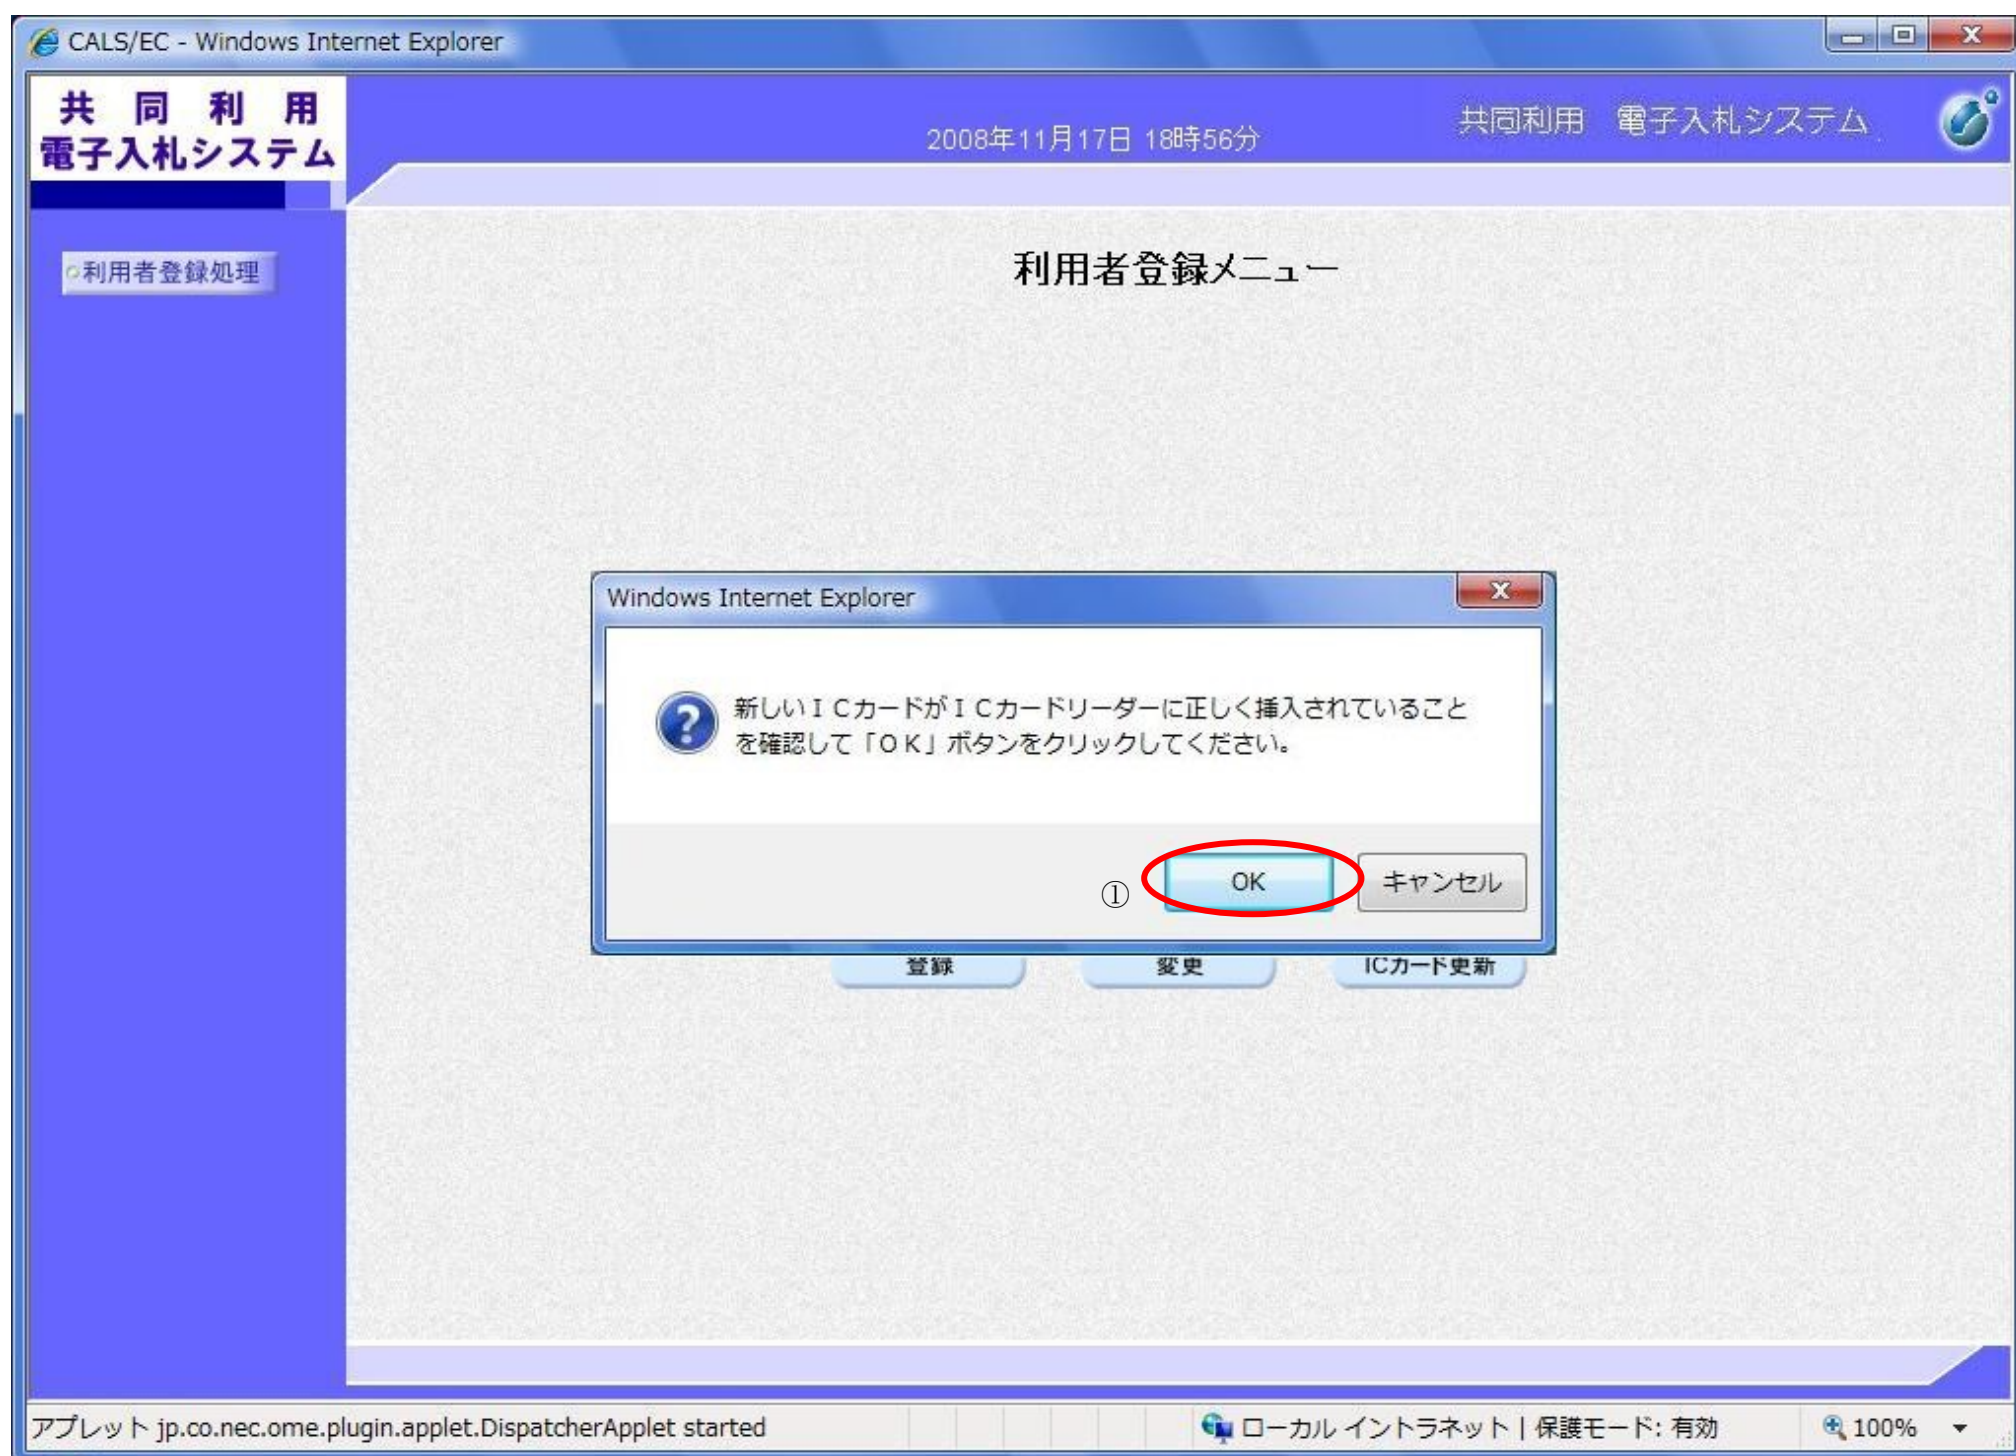 CALS/EC - Windows Internet Explorer
共 同 利 用
電子入札システム
2008年11月17日 18時56分
共同利用 電子入札システム
利用者登録処理
利用者登録メニュー
Windows Internet Explorer
新しいＩＣカードがＩＣカードリーダーに正しく挿入されていること
を確認して「ＯＫ」ボタンをクリックしてください。
① OK キャンセル
登録 変更 ICカード更新
アプレット jp.co.nec.ome.plugin.applet.DispatcherApplet started
ローカル イントラネット | 保護モード: 有効
100%